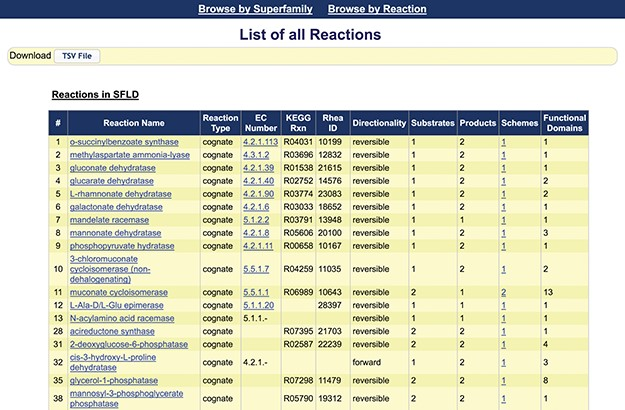 Browse by Superfamily Browse by Reaction
List of all Reactions
Download TSV File
Reactions in SFLD
# Reaction Name Reaction Type EC Number KEGG Rxn Rhea ID Directionality Substrates Products Schemes Functional Domains
1 o-succinylbenzoate synthase cognate 4.2.1.113 R04031 10199 reversible 1 2 1 1
2 methylaspartate ammonia-lyase cognate 4.3.1.2 R03696 12832 reversible 1 2 1 1
3 gluconate dehydratase cognate 4.2.1.39 R01538 21615 reversible 1 2 1 1
4 glucarate dehydratase cognate 4.2.1.40 R02752 14576 reversible 1 2 1 2
5 L-rhamnonate dehydratase cognate 4.2.1.90 R03774 23083 reversible 1 2 1 2
6 galactonate dehydratase cognate 4.2.1.6 R03033 18652 reversible 1 2 1 2
7 mandelate racemase cognate 5.1.2.2 R03791 13948 reversible 1 1 1 1
8 mannonate dehydratase cognate 4.2.1.8 R05606 20100 reversible 1 2 1 3
9 phosphopyruvate hydratase cognate 4.2.1.11 R00658 10167 reversible 1 2 1 1
10 3-chloromuconate cycloisomerase (non-dehalogenating) cognate 5.5.1.7 R04259 11035 reversible 1 2 1 2
11 muconate cycloisomerase cognate 5.5.1.1 R06989 10643 reversible 2 1 2 13
12 L-Ala-D/L-Glu epimerase cognate 5.1.1.20 28397 reversible 1 1 1 1
13 N-acylamino acid racemase cognate 5.1.1.- reversible 1 1 1 1
28 acireductone synthase cognate R07395 21703 reversible 2 2 1 1
31 2-deoxyglucose-6-phosphatase cognate R02587 22239 reversible 2 2 1 4
32 cis-3-hydroxy-L-proline dehydratase cognate 4.2.1.- forward 1 2 1 3
35 glycerol-1-phosphatase cognate R07298 11479 reversible 2 2 1 8
38 mannosyl-3-phosphoglycerate phosphatase cognate R05790 19312 reversible 2 2 1 1